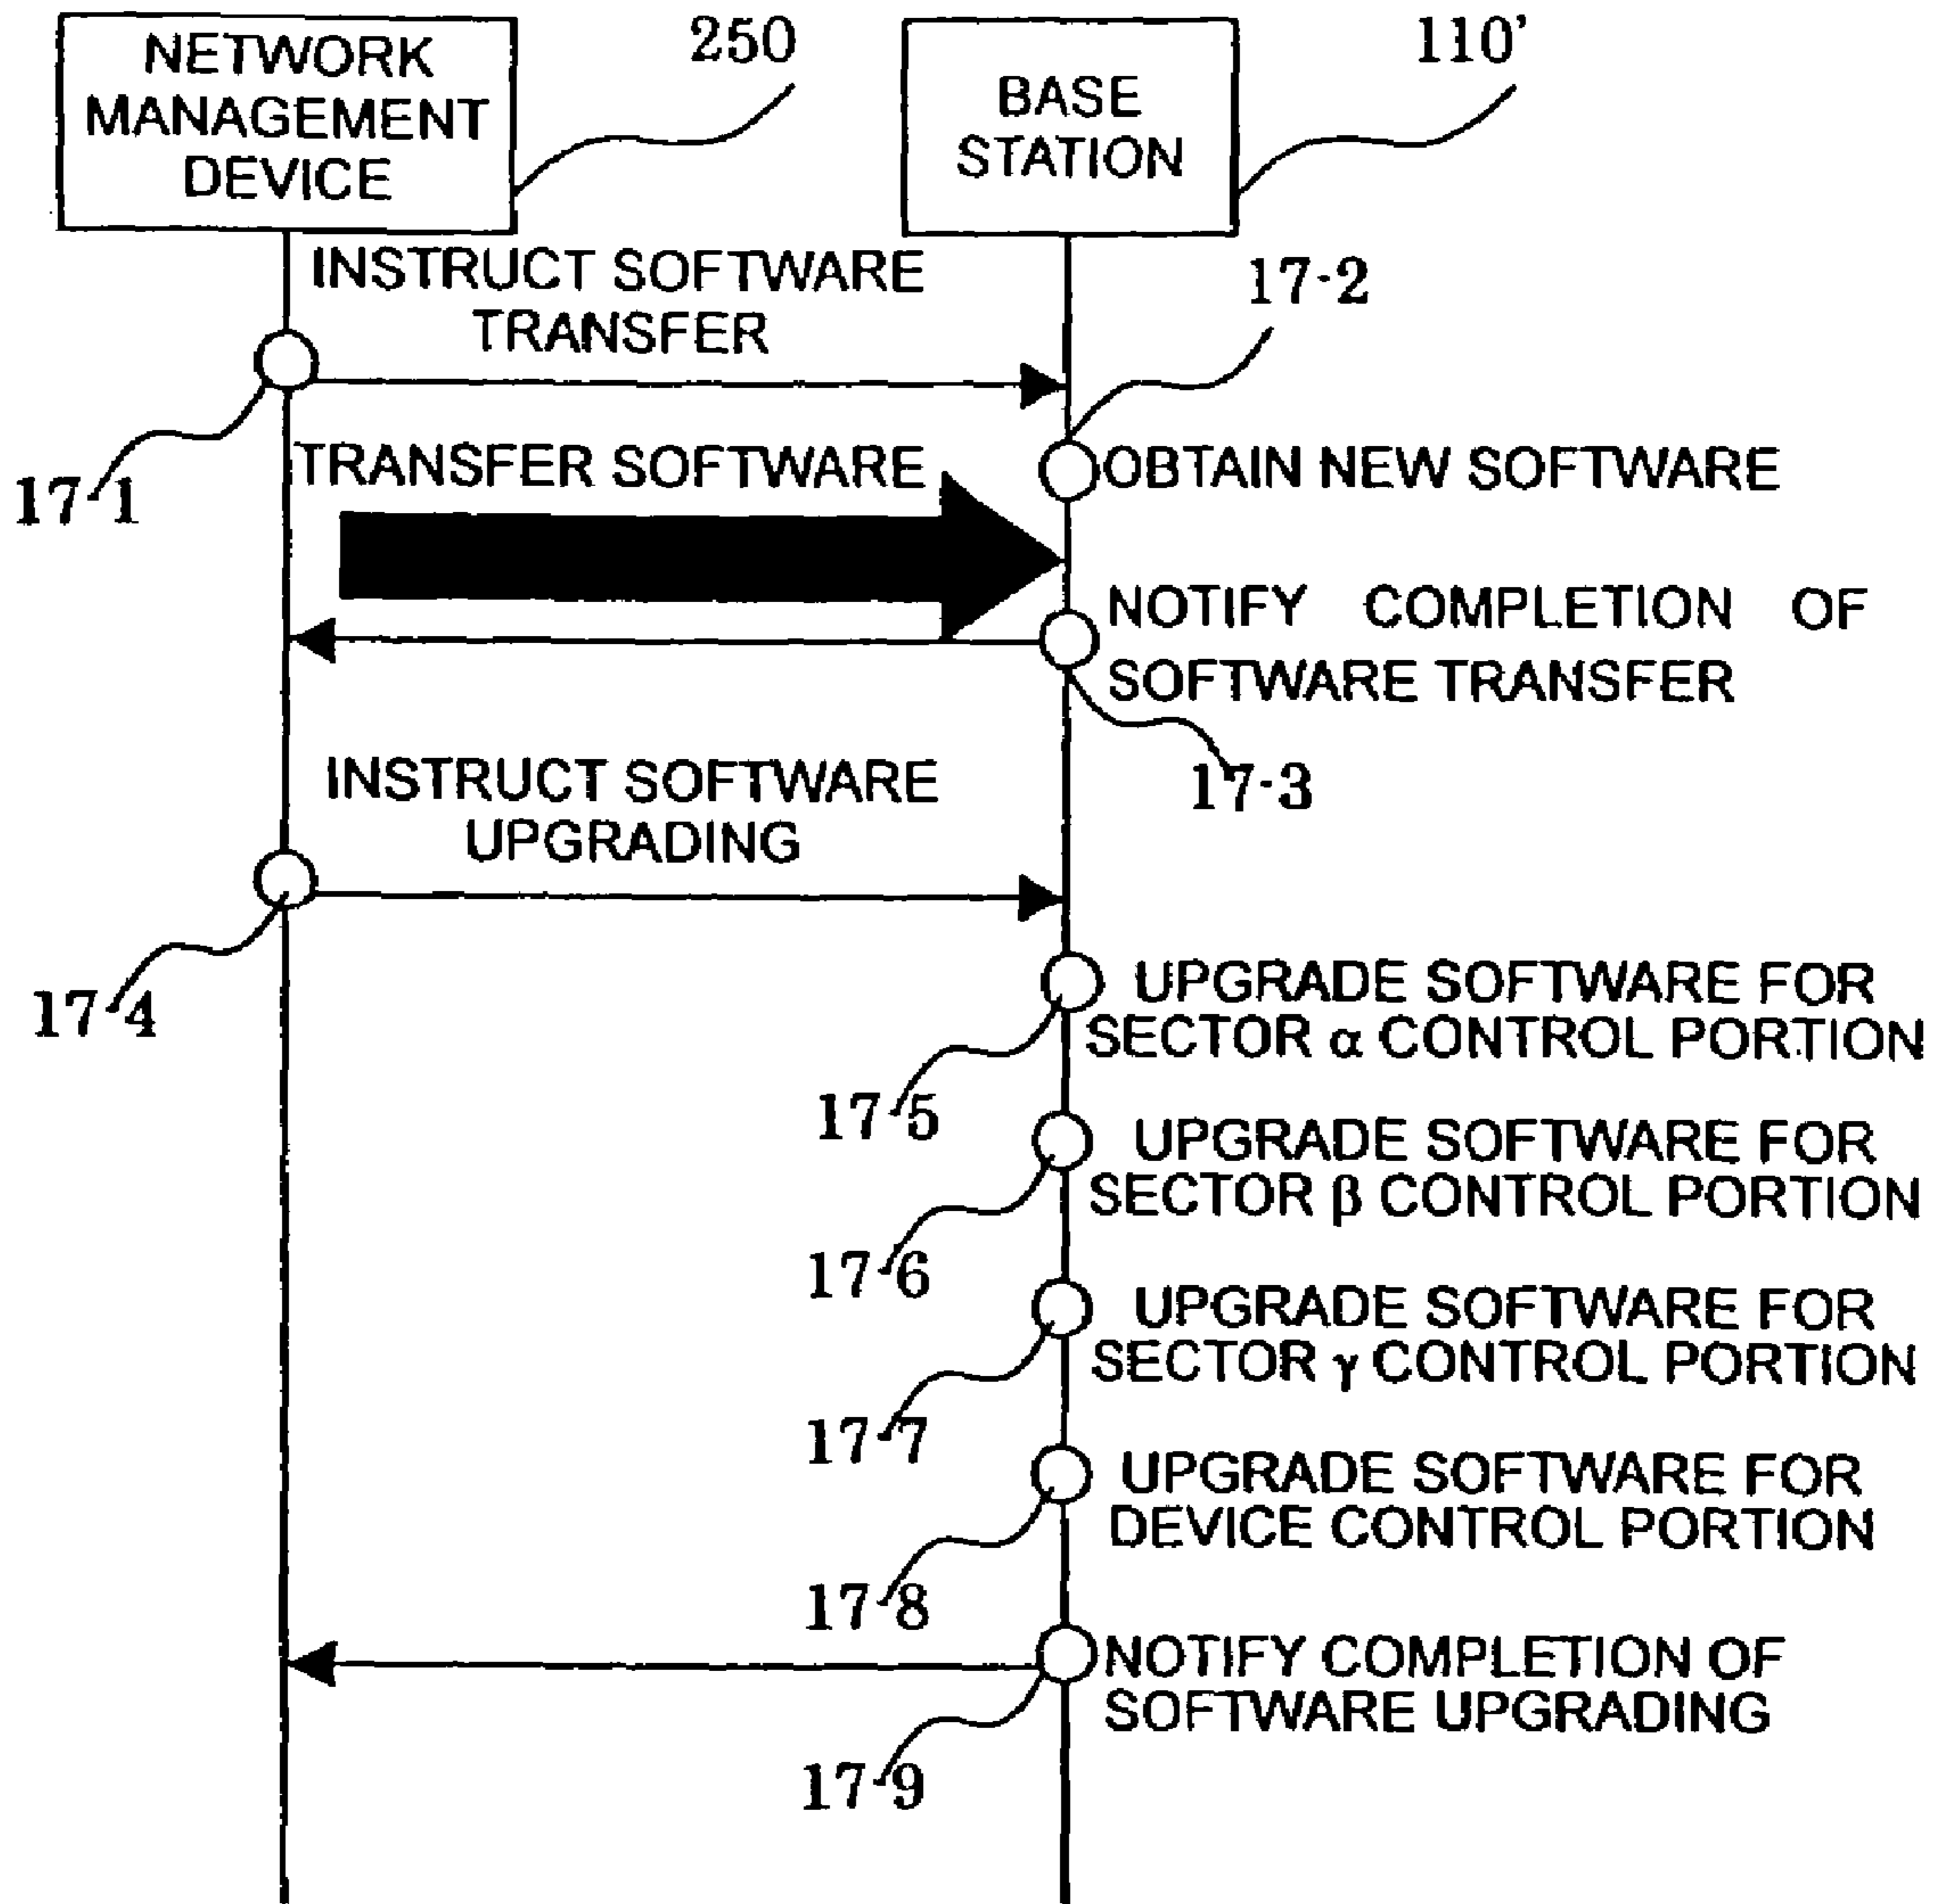 NETWORK
MANAGEMENT
DEVICE
250
BASE
STATION
110'
INSTRUCT SOFTWARE
TRANSFER
17-2
17-1
TRANSFER SOFTWARE
OBTAIN NEW SOFTWARE
NOTIFY COMPLETION OF
SOFTWARE TRANSFER
17-3
INSTRUCT SOFTWARE
UPGRADING
17-4
UPGRADE SOFTWARE FOR
SECTOR α CONTROL PORTION
17-5
UPGRADE SOFTWARE FOR
SECTOR β CONTROL PORTION
17-6
UPGRADE SOFTWARE FOR
SECTOR γ CONTROL PORTION
17-7
UPGRADE SOFTWARE FOR
DEVICE CONTROL PORTION
17-8
NOTIFY COMPLETION OF
SOFTWARE UPGRADING
17-9